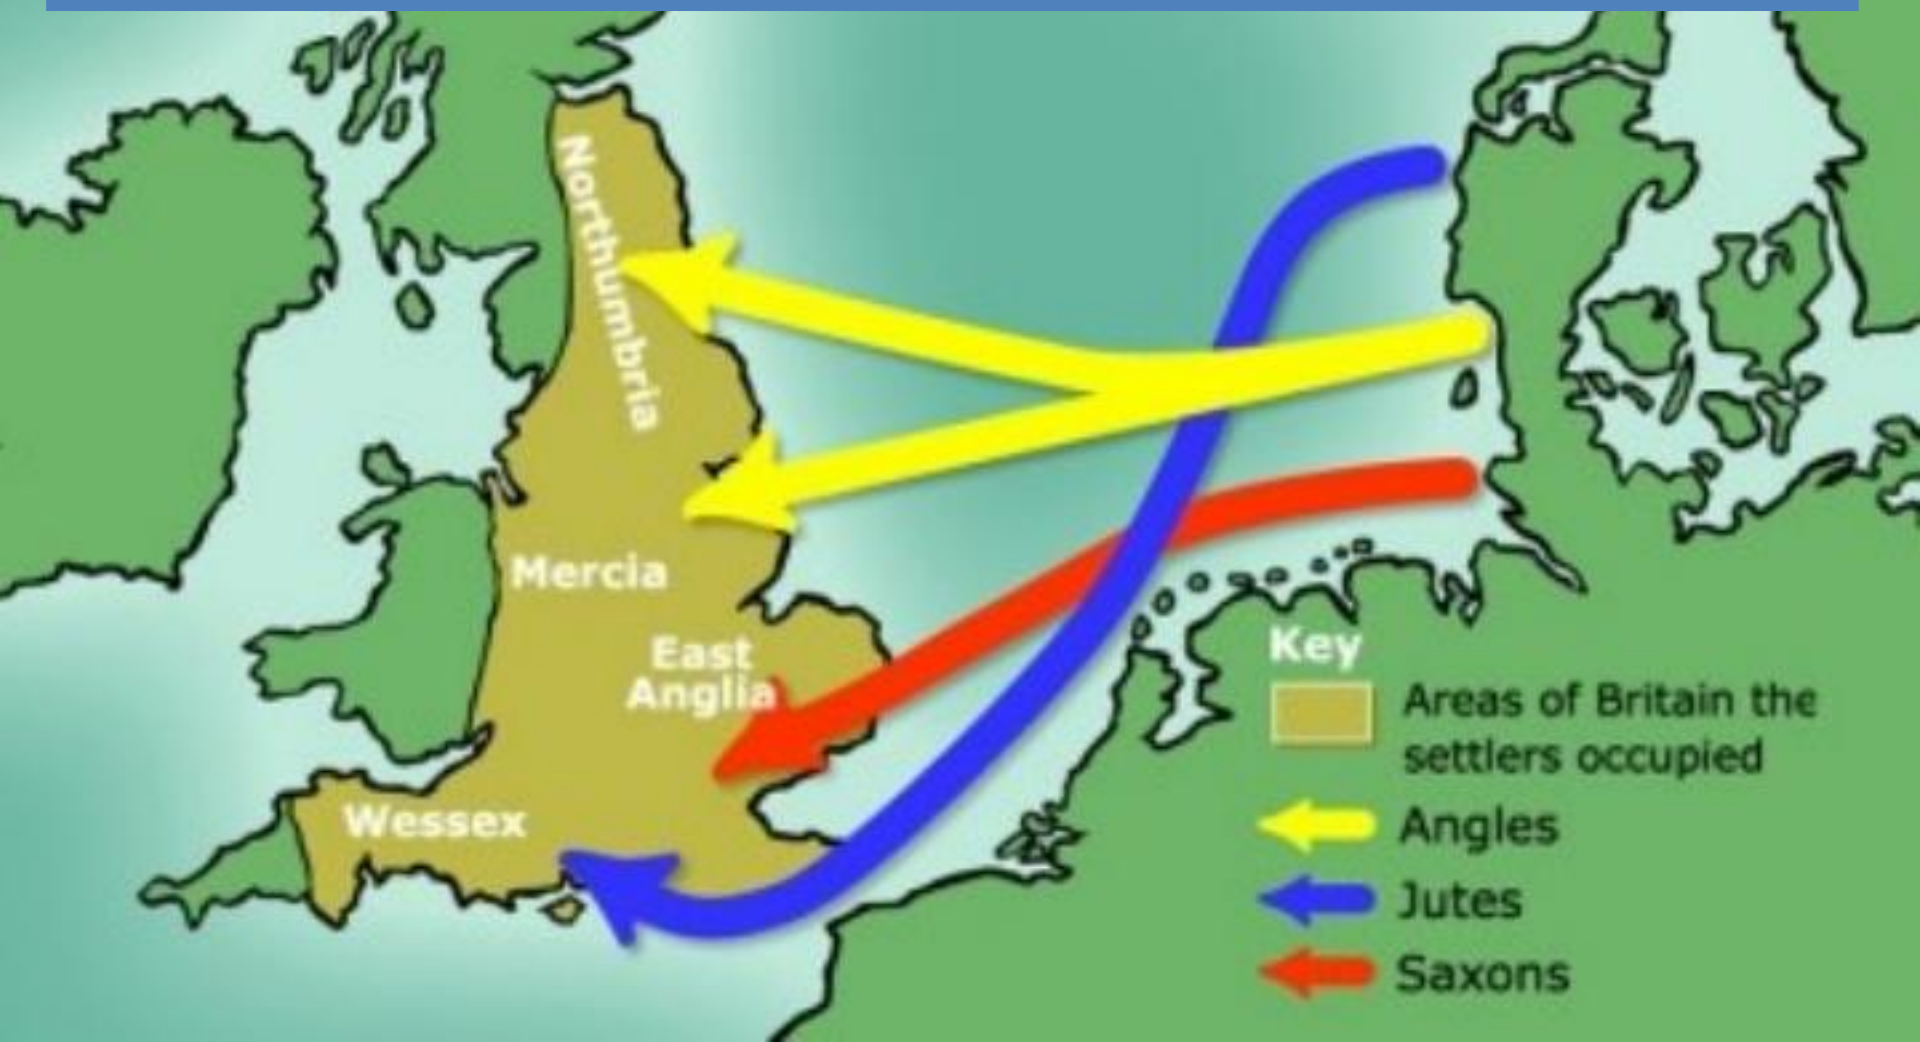 Northumbria
Mercia
East
Anglia
Wessex
Key
Areas of Britain the
settlers occupied
Angles
Jutes
Saxons